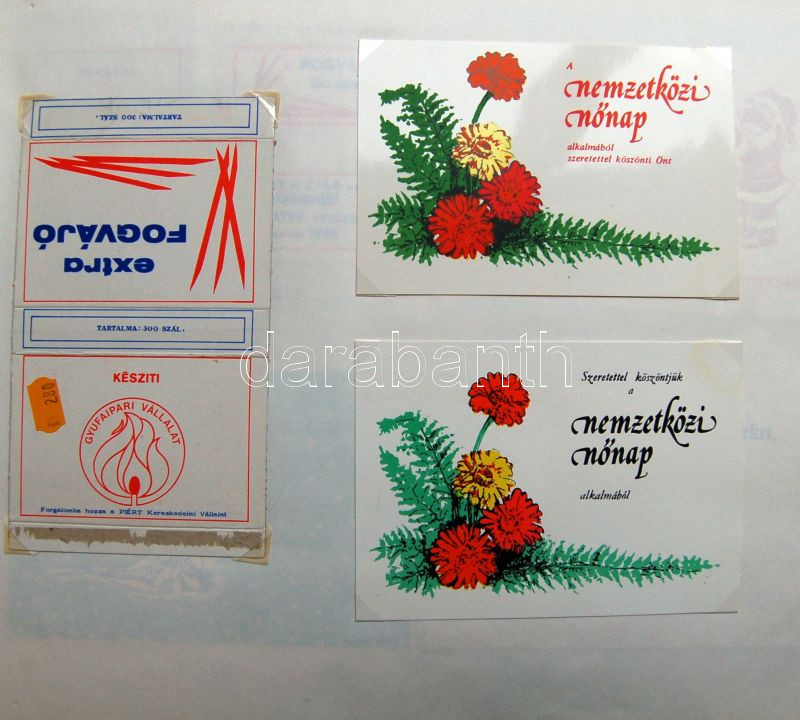 TARTALMA: 300 SZÁL.
extra
FOGVÁJÓ
TARTALMA: 300 SZÁL.
KÉSZITI
GYUFAIPARI VÁLLALAT
280
Forgalomba hozza a PIÉRT Kereskedelmi Vállalat
A
nemzetközi
nőnap
alkalmából
szeretettel köszönti Önt
darabanth
Szeretettel köszöntjük
a
nemzetközi
nőnap
alkalmából